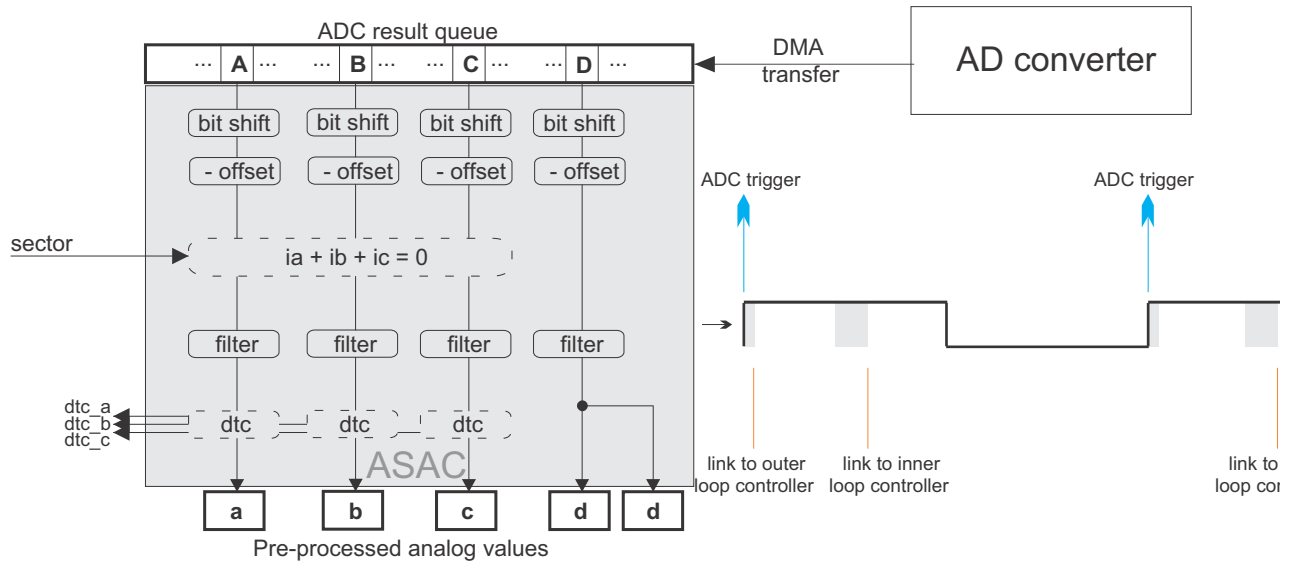 ADC result queue
... A ... ... B ... ... C ... ... D ...
DMA
transfer
AD converter
bit shift bit shift bit shift bit shift
- offset - offset - offset - offset
ADC trigger ADC trigger
sector
ia + ib + ic = 0
filter filter filter filter
dtc_a
dtc_b
dtc_c
dtc dtc dtc
ASAC
link to outer
loop controller
link to inner
loop controller
link to
loop con
a b c d d
Pre-processed analog values